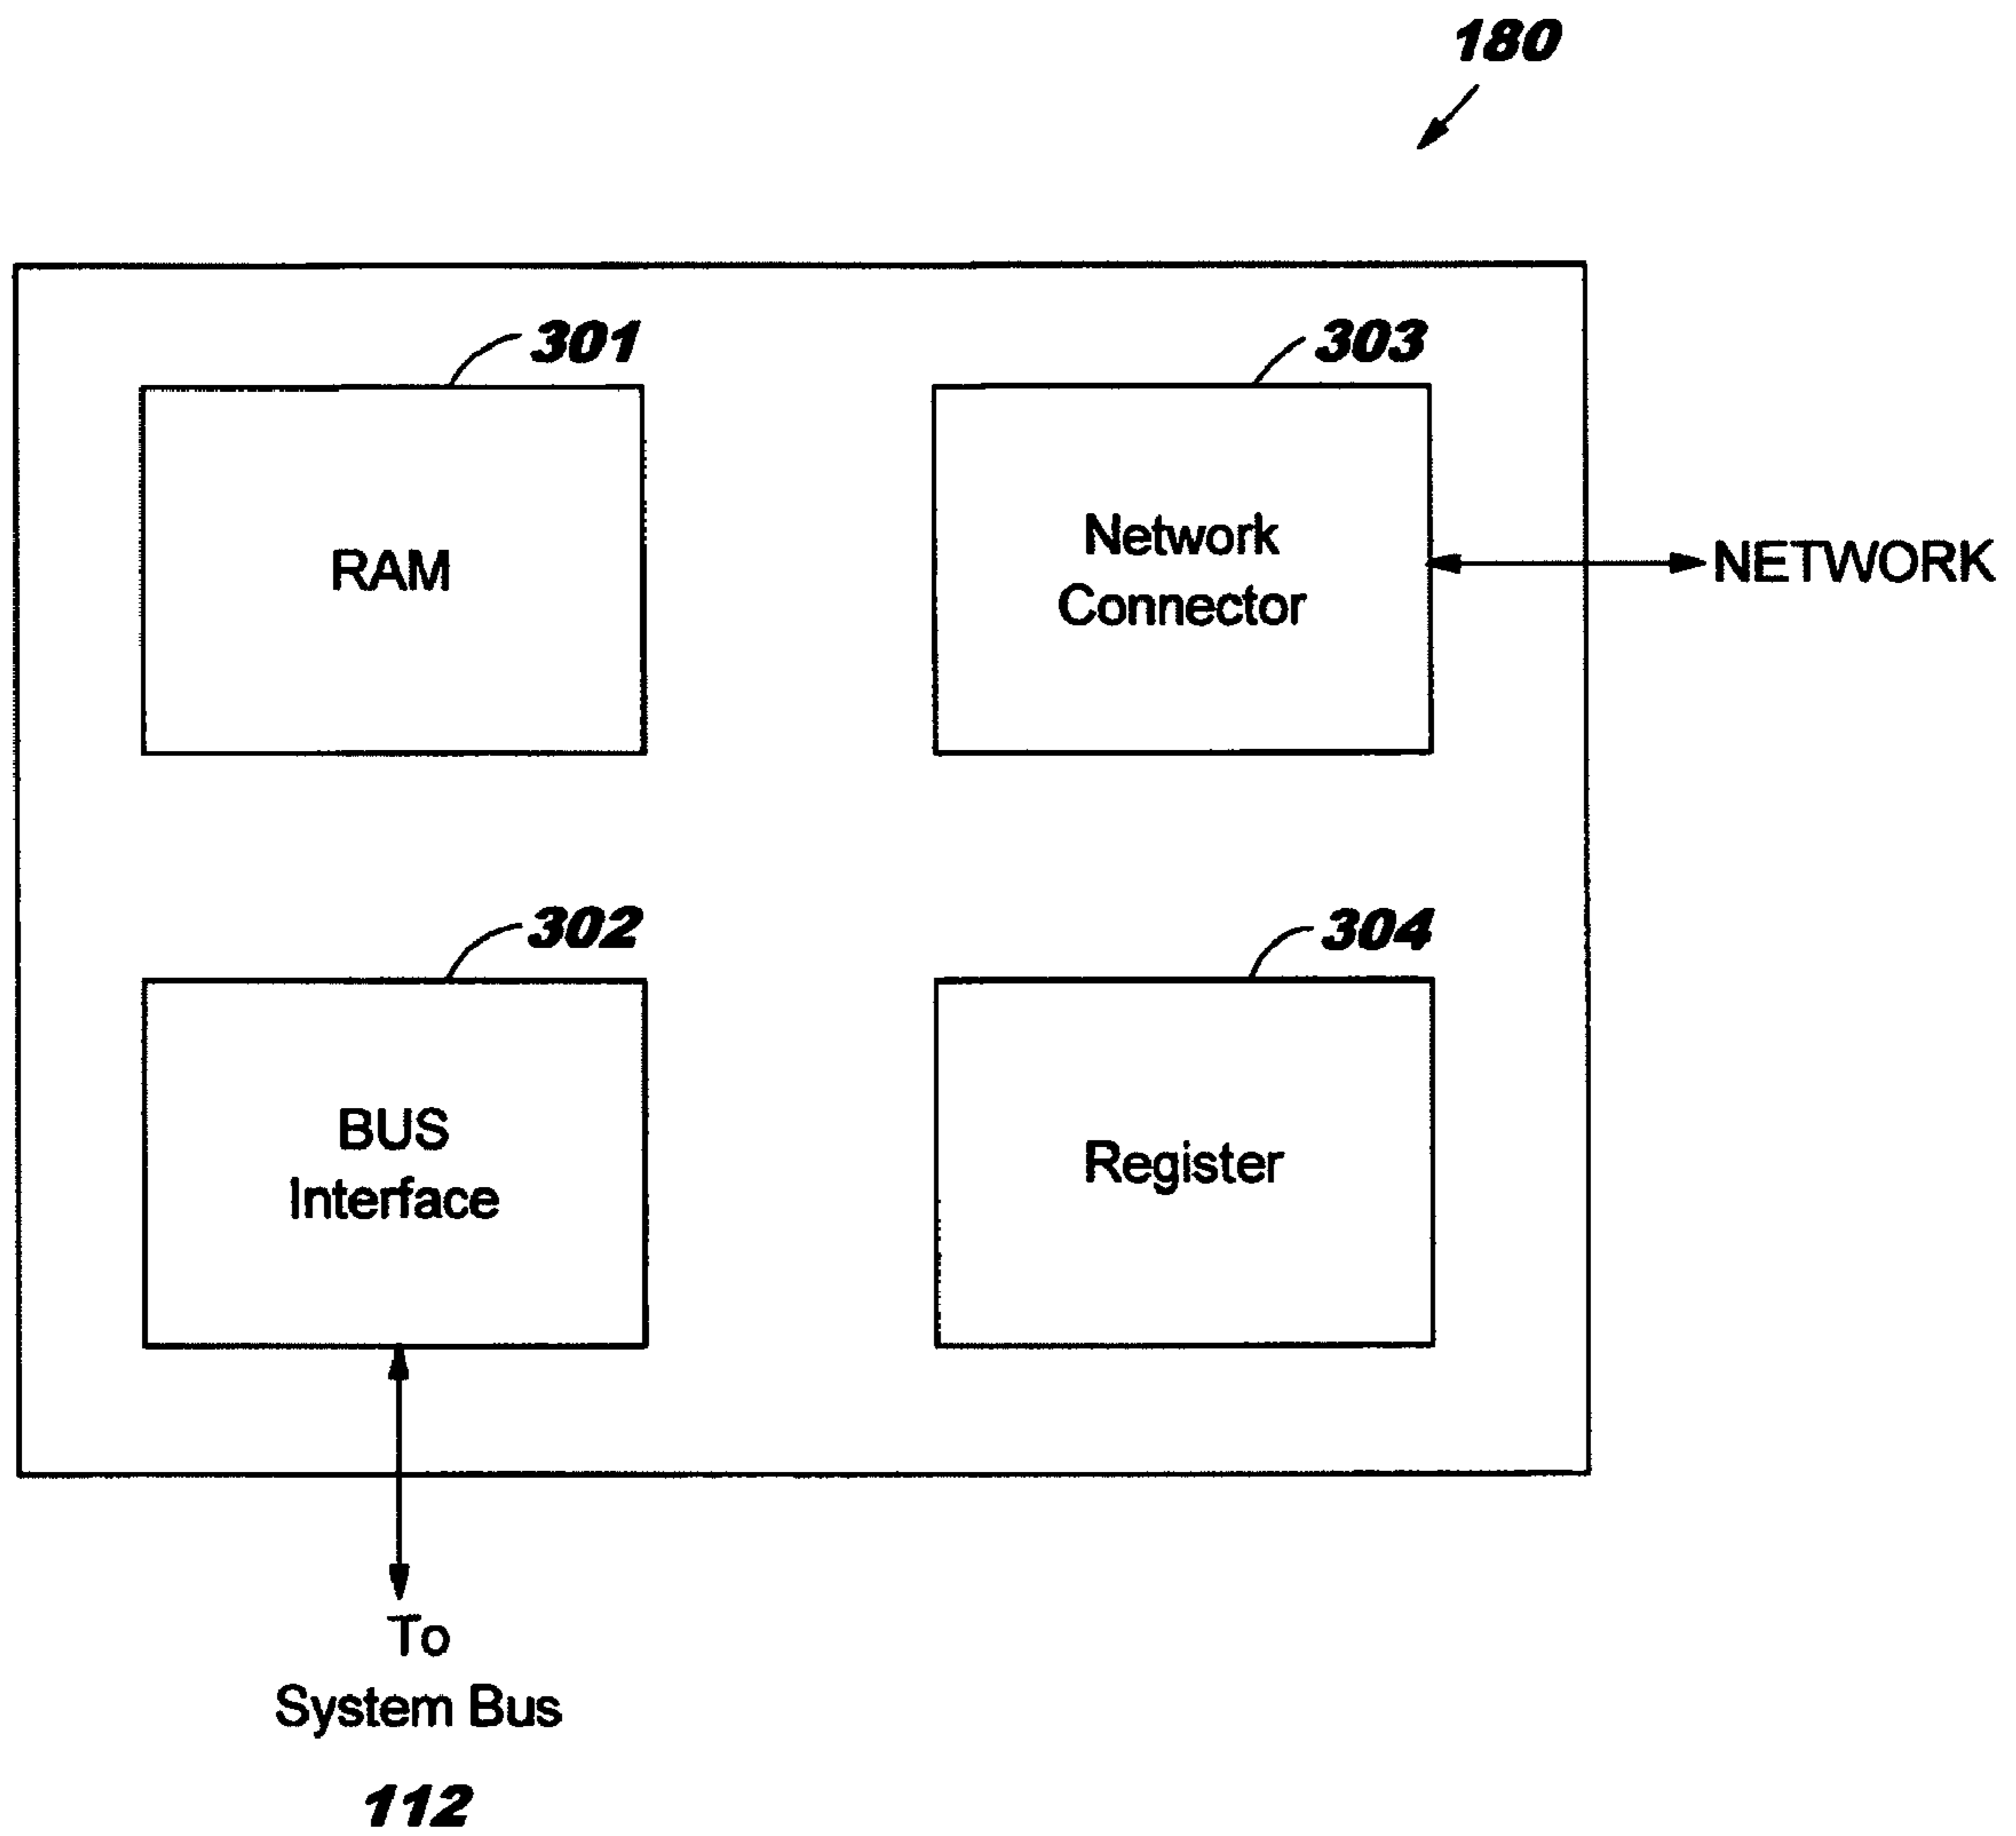 180
301
303
RAM
Network
Connector
NETWORK
302
304
BUS
Interface
Register
To
System Bus
112